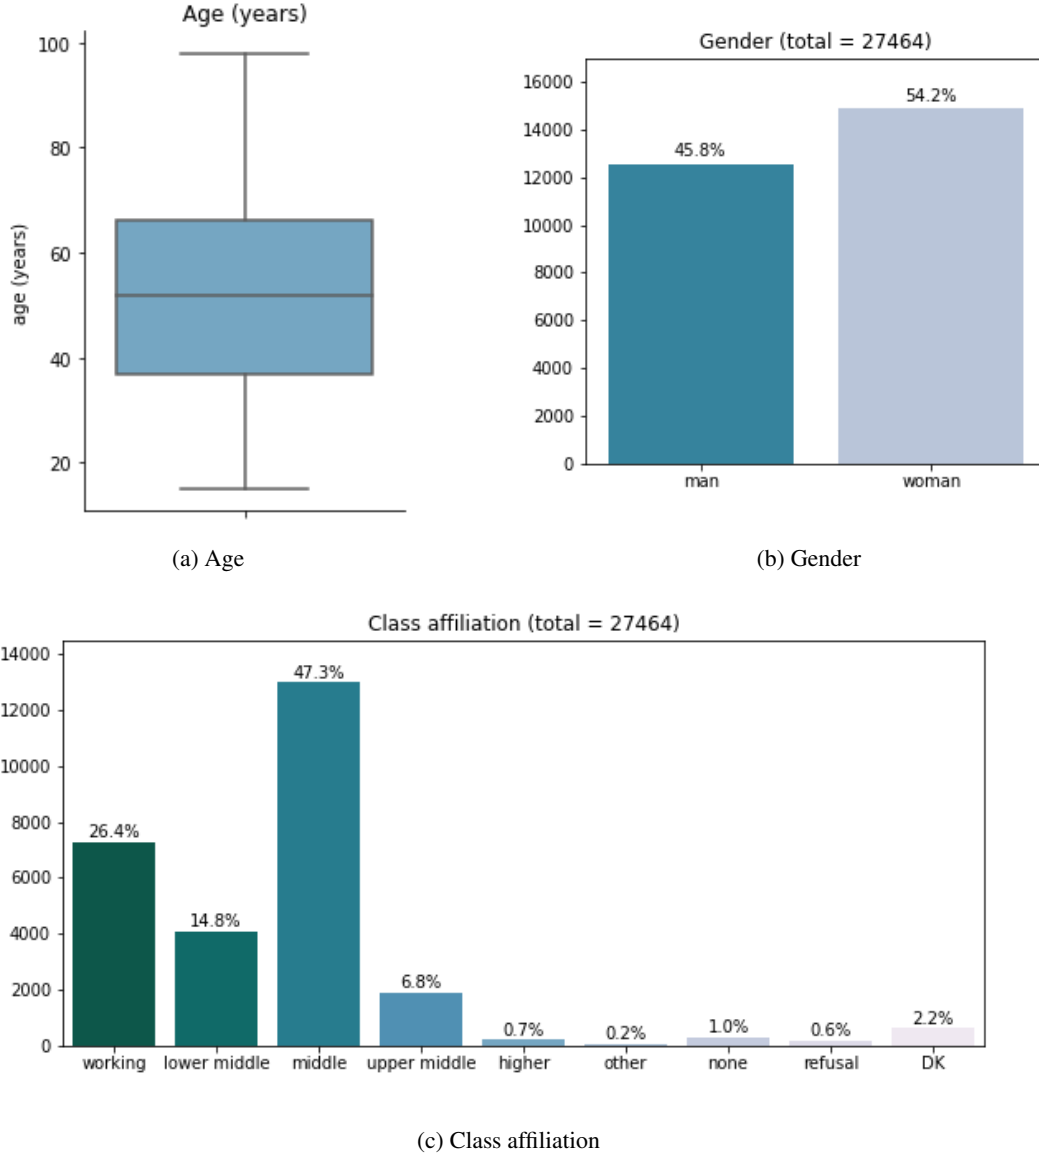 Age (years)
100
80
60
40
20
age (years)
(a) Age
Gender (total = 27464)
16000
14000
12000
10000
8000
6000
4000
2000
0
45.8%
54.2%
man
woman
(b) Gender
Class affiliation (total = 27464)
14000
12000
10000
8000
6000
4000
2000
0
26.4%
14.8%
47.3%
6.8%
0.7%
0.2%
1.0%
0.6%
2.2%
working
lower middle
middle
upper middle
higher
other
none
refusal
DK
(c) Class affiliation